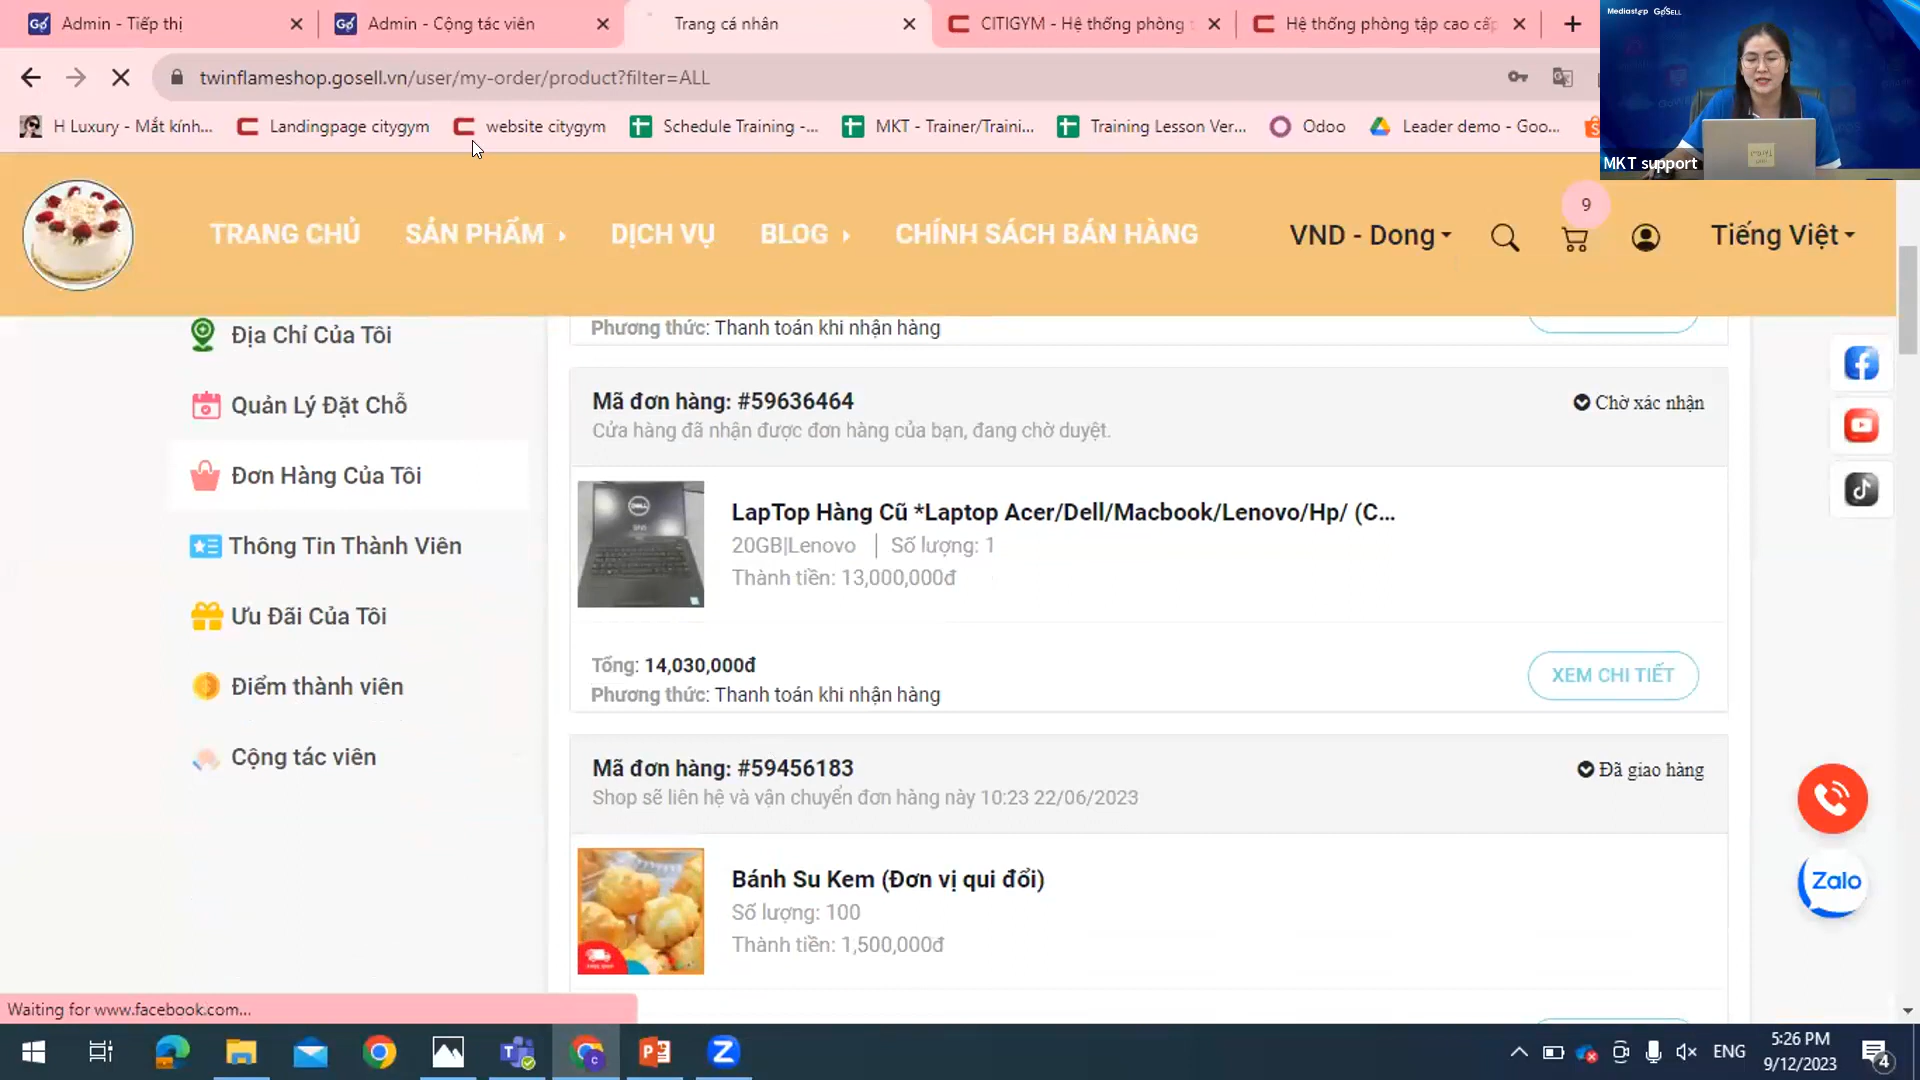 Admin - Tiếp thị
Admin - Cộng tác viên
Trang cá nhân
CITIGYM - Hệ thống phòng t
Hệ thống phòng tập cao cấp
twinflameshop.gosell.vn/user/my-order/product?filter=ALL
H Luxury - Mắt kính...
Landingpage citygym
website citygym
Schedule Training -...
MKT - Trainer/Traini...
Training Lesson Ver...
Odoo
Leader demo - Goo...
Mediastep GoSELL
MKT support
TRANG CHỦ
SẢN PHẨM
DỊCH VỤ
BLOG
CHÍNH SÁCH BÁN HÀNG
VND - Dong
9
Tiếng Việt
Địa Chỉ Của Tôi
Quản Lý Đặt Chỗ
Đơn Hàng Của Tôi
Thông Tin Thành Viên
Ưu Đãi Của Tôi
Điểm thành viên
Cộng tác viên
Phương thức: Thanh toán khi nhận hàng
Mã đơn hàng: #59636464
Chờ xác nhận
Cửa hàng đã nhận được đơn hàng của bạn, đang chờ duyệt.
LapTop Hàng Cũ *Laptop Acer/Dell/Macbook/Lenovo/Hp/ (C...
20GB|Lenovo | Số lượng: 1
Thành tiền: 13,000,000đ
Tổng: 14,030,000đ
Phương thức: Thanh toán khi nhận hàng
XEM CHI TIẾT
Mã đơn hàng: #59456183
Đã giao hàng
Shop sẽ liên hệ và vận chuyển đơn hàng này 10:23 22/06/2023
Bánh Su Kem (Đơn vị qui đổi)
Số lượng: 100
Thành tiền: 1,500,000đ
Zalo
Waiting for www.facebook.com...
ENG
5:26 PM
9/12/2023
4